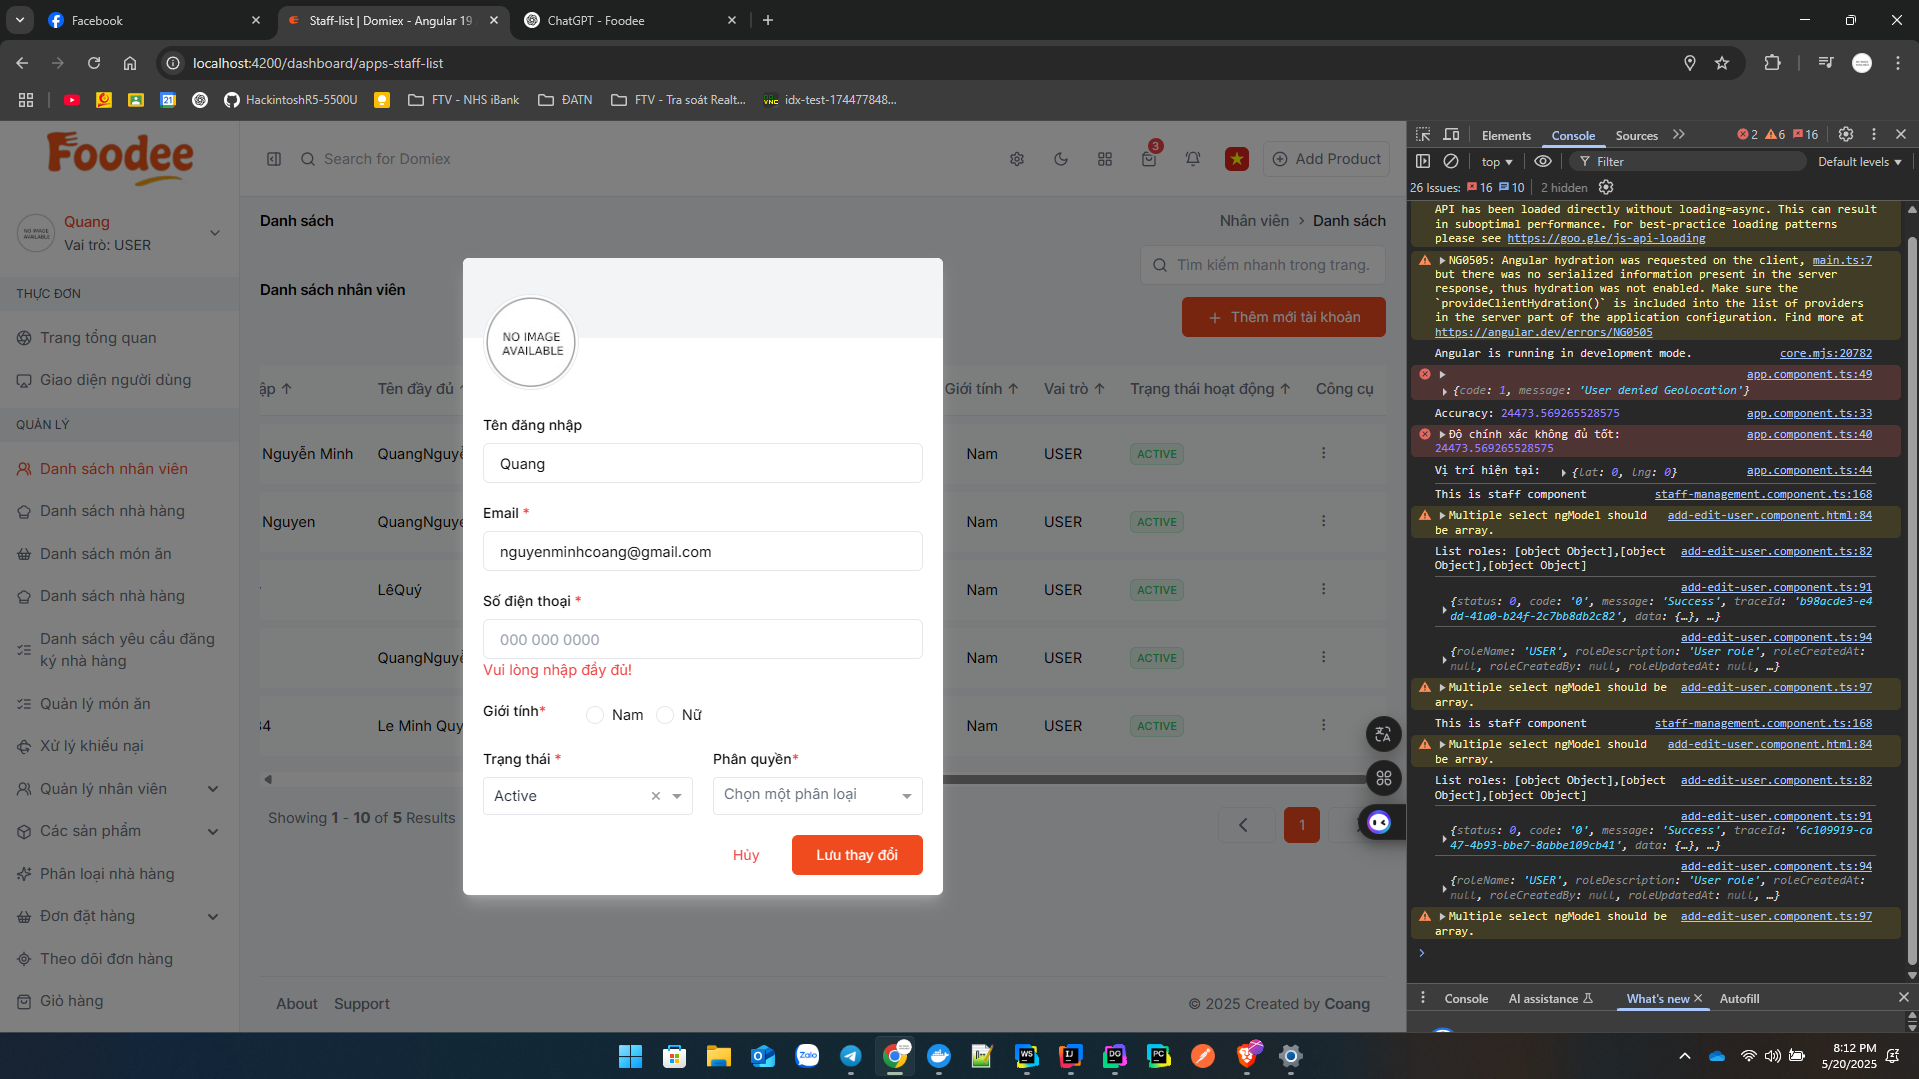 Facebook
Staff-list | Domiex - Angular 19
ChatGPT - Foodee
localhost:4200/dashboard/apps-staff-list
HackintoshR5-5500U
FTV - NHS iBank
ĐATN
FTV - Tra soát Realt...
idx-test-174477848...
Foodee
Quang
Vai trò: USER
THỰC ĐƠN
Trang tổng quan
Giao diện người dùng
QUẢN LÝ
Danh sách nhân viên
Danh sách nhà hàng
Danh sách món ăn
Danh sách nhà hàng
Danh sách yêu cầu đăng
ký nhà hàng
Quản lý món ăn
Xử lý khiếu nại
Quản lý nhân viên
Các sản phẩm
Phân loại nhà hàng
Đơn đặt hàng
Theo dõi đơn hàng
Giỏ hàng
Search for Domiex
3
Add Product
Danh sách
Nhân viên > Danh sách
Tìm kiếm nhanh trong trang.
Danh sách nhân viên
+ Thêm mới tài khoản
ập ↑ Tên đầy đủ ↑ Giới tính ↑ Vai trò ↑ Trạng thái hoạt động ↑ Công cụ
Nguyễn Minh QuangNguyễ Nam USER ACTIVE
Nguyen QuangNguye Nam USER ACTIVE
LêQuý Nam USER ACTIVE
QuangNguyễ Nam USER ACTIVE
34 Le Minh Quy Nam USER ACTIVE
Showing 1 - 10 of 5 Results
1
About Support
© 2025 Created by Coang
NO IMAGE
AVAILABLE
Tên đăng nhập
Quang
Email *
nguyenminhcoang@gmail.com
Số điện thoại *
000 000 0000
Vui lòng nhập đầy đủ!
Giới tính* Nam Nữ
Trạng thái * Phân quyền*
Active Chọn một phân loại
Hủy Lưu thay đổi
Elements Console Sources 2 6 16
top Filter Default levels
26 Issues: 16 10 2 hidden
API has been loaded directly without loading=async. This can result
in suboptimal performance. For best-practice loading patterns
please see https://goo.gle/js-api-loading
NG0505: Angular hydration was requested on the client, main.ts:7
but there was no serialized information present in the server
response, thus hydration was not enabled. Make sure the
`provideClientHydration()` is included into the list of providers
in the server part of the application configuration. Find more at
https://angular.dev/errors/NG0505
Angular is running in development mode. core.mjs:20782
app.component.ts:49
{code: 1, message: 'User denied Geolocation'}
Accuracy: 24473.569265528575 app.component.ts:33
Độ chính xác không đủ tốt: app.component.ts:40
24473.569265528575
Vị trí hiện tại: {lat: 0, lng: 0} app.component.ts:44
This is staff component staff-management.component.ts:168
Multiple select ngModel should add-edit-user.component.html:84
be array.
List roles: [object Object],[object add-edit-user.component.ts:82
Object],[object Object]
add-edit-user.component.ts:91
{status: 0, code: '0', message: 'Success', traceId: 'b98acde3-e4
dd-41a0-b24f-2c7bb8db2c82', data: {…}, …}
add-edit-user.component.ts:94
{roleName: 'USER', roleDescription: 'User role', roleCreatedAt:
null, roleCreatedBy: null, roleUpdatedAt: null, …}
Multiple select ngModel should be add-edit-user.component.ts:97
array.
This is staff component staff-management.component.ts:168
Multiple select ngModel should add-edit-user.component.html:84
be array.
List roles: [object Object],[object add-edit-user.component.ts:82
Object],[object Object]
add-edit-user.component.ts:91
{status: 0, code: '0', message: 'Success', traceId: '6c109919-ca
47-4b93-bbe7-8abbe109cb41', data: {…}, …}
add-edit-user.component.ts:94
{roleName: 'USER', roleDescription: 'User role', roleCreatedAt:
null, roleCreatedBy: null, roleUpdatedAt: null, …}
Multiple select ngModel should be add-edit-user.component.ts:97
array.
Console AI assistance What's new Autofill
8:12 PM
5/20/2025